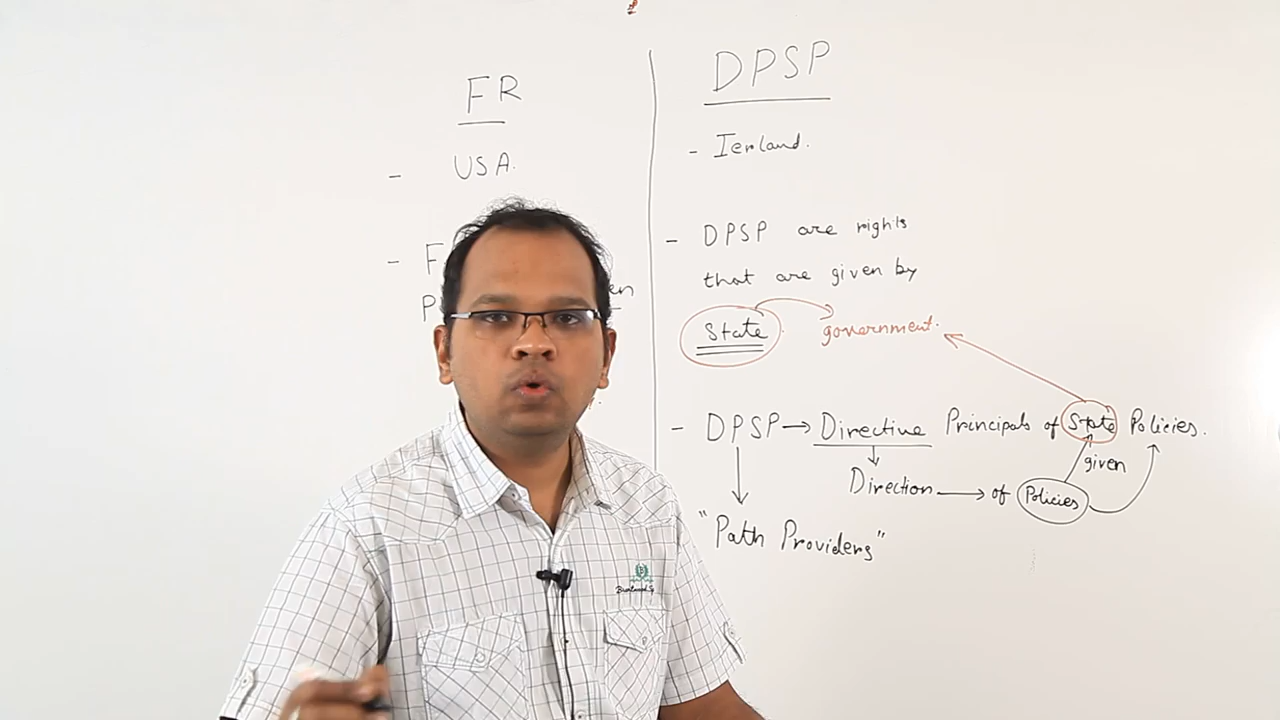 FR
- USA.
- F
P en
DPSP
- Ierland.
- DPSP are rights
that are given by
State. government.
- DPSP → Directive Principals of State Policies.
given
Direction → of Policies
"Path Providers"